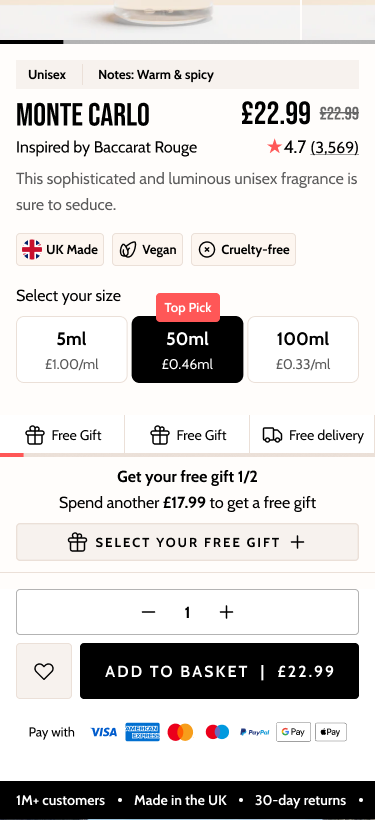 Unisex
Notes: Warm & spicy
MONTE CARLO
£22.99 £22.99
Inspired by Baccarat Rouge
4.7 (3,569)
This sophisticated and luminous unisex fragrance is
sure to seduce.
UK Made
Vegan
Cruelty-free
Select your size
Top Pick
5ml
£1.00/ml
50ml
£0.46ml
100ml
£0.33/ml
Free Gift
Free Gift
Free delivery
Get your free gift 1/2
Spend another £17.99 to get a free gift
SELECT YOUR FREE GIFT +
− 1 +
ADD TO BASKET | £22.99
Pay with VISA AMERICAN EXPRESS PayPal G Pay Pay
1M+ customers • Made in the UK • 30-day returns •